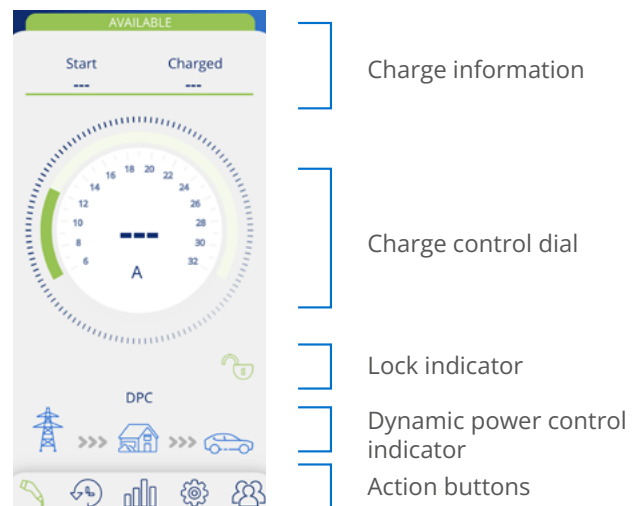 AVAILABLE
Start Charged
--- ---
Charge information
16 18 20 22
14 24
12 26
10 28
8 --- 30
6 32
A
Charge control dial
Lock indicator
DPC
Dynamic power control
indicator
Action buttons